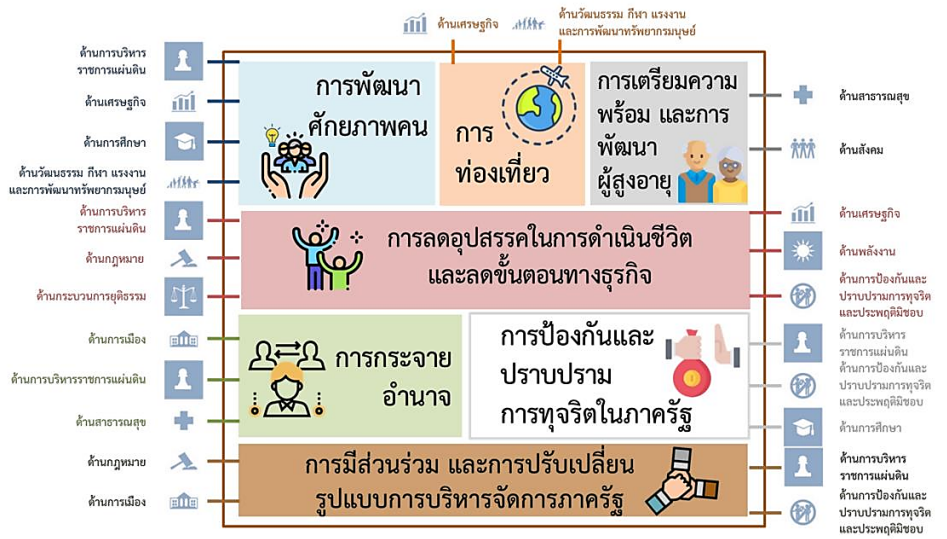 ด้านเศรษฐกิจ
ด้านวัฒนธรรม กีฬา แรงงาน
และการพัฒนาทรัพยากรมนุษย์
ด้านการบริหาร
ราชการแผ่นดิน
ด้านเศรษฐกิจ
ด้านการศึกษา
ด้านวัฒนธรรม กีฬา แรงงาน
และการพัฒนาทรัพยากรมนุษย์
ด้านการบริหาร
ราชการแผ่นดิน
ด้านกฎหมาย
ด้านกระบวนการยุติธรรม
ด้านการเมือง
ด้านการบริหารราชการแผ่นดิน
ด้านสาธารณสุข
ด้านกฎหมาย
ด้านการเมือง
การพัฒนา
ศักยภาพคน
การ
ท่องเที่ยว
การเตรียมความ
พร้อม และการ
พัฒนา
ผู้สูงอายุ
การลดอุปสรรคในการดำเนินชีวิต
และลดขั้นตอนทางธุรกิจ
การกระจาย
อำนาจ
การป้องกันและ
ปราบปราม
การทุจริตในภาครัฐ
การมีส่วนร่วม และการปรับเปลี่ยน
รูปแบบการบริหารจัดการภาครัฐ
ด้านสาธารณสุข
ด้านสังคม
ด้านเศรษฐกิจ
ด้านพลังงาน
ด้านการป้องกันและ
ปราบปรามการทุจริต
และประพฤติมิชอบ
ด้านการบริหาร
ราชการแผ่นดิน
ด้านการป้องกันและ
ปราบปรามการทุจริต
และประพฤติมิชอบ
ด้านการศึกษา
ด้านการบริหาร
ราชการแผ่นดิน
ด้านการป้องกันและ
ปราบปรามการทุจริต
และประพฤติมิชอบ